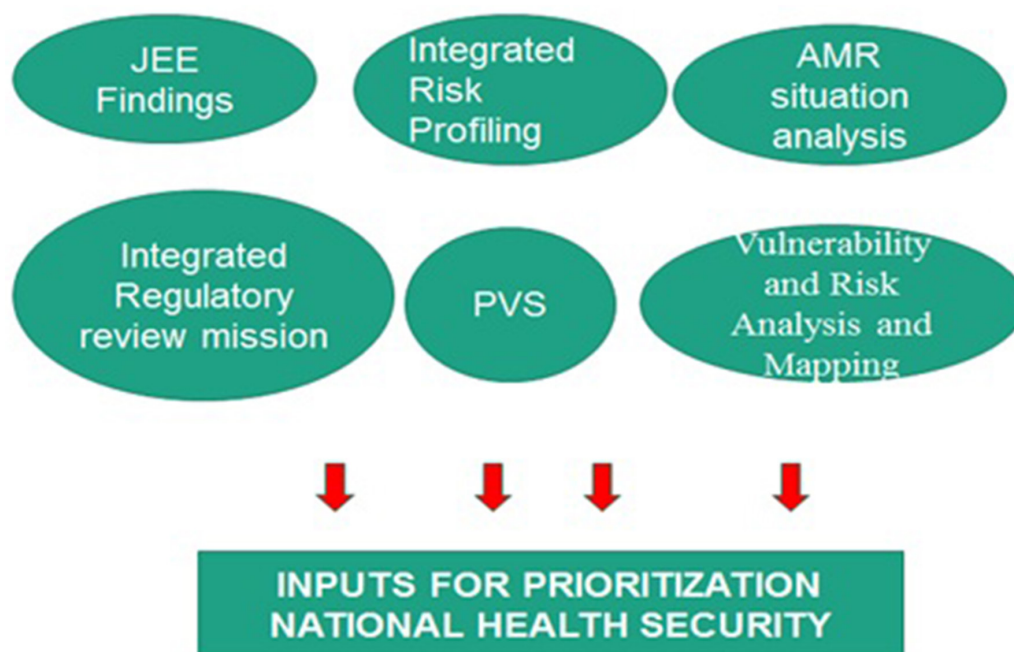 JEE
Findings
Integrated
Risk
Profiling
AMR
situation
analysis
Integrated
Regulatory
review mission
PVS
Vulnerability
and Risk
Analysis and
Mapping
INPUTS FOR PRIORITIZATION
NATIONAL HEALTH SECURITY